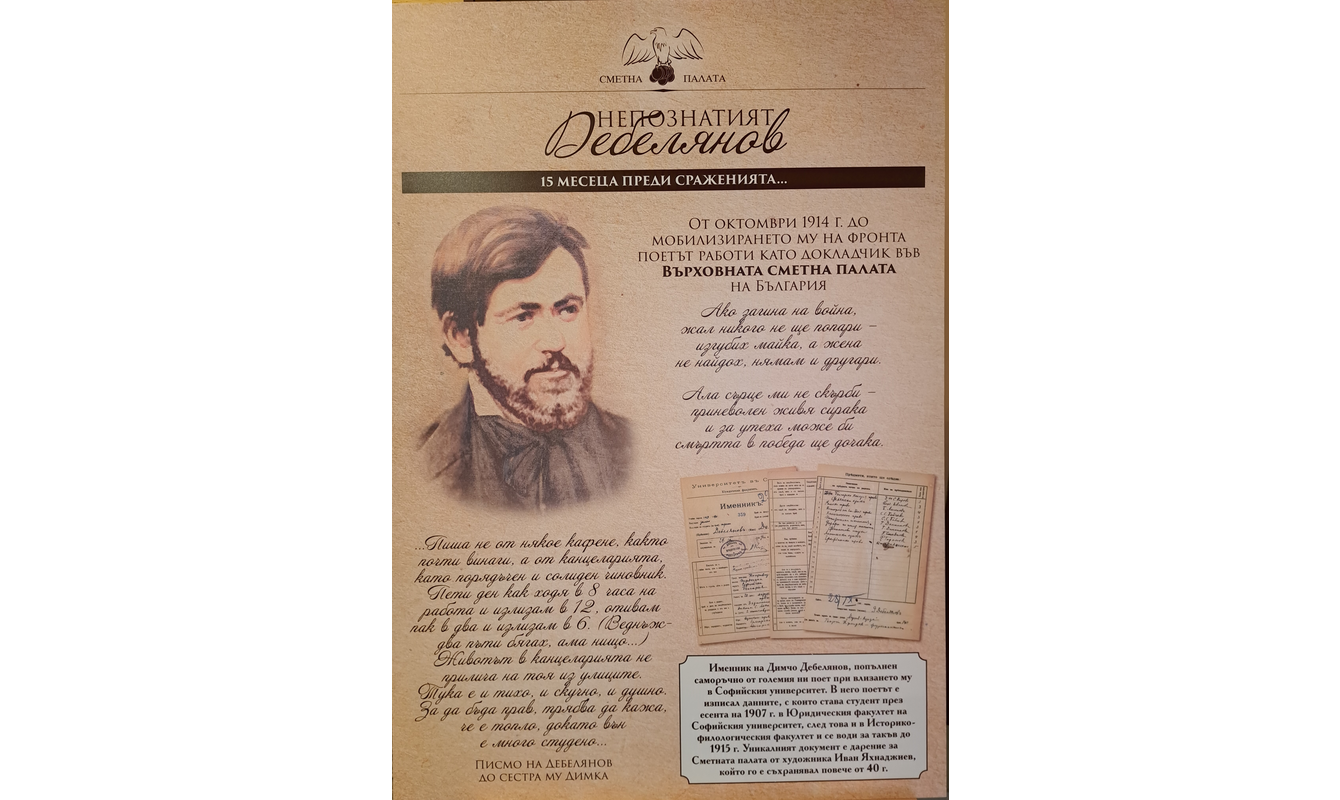 СМЕТНА ПАЛАТА
НЕПОЗНАТИЯТ
Дебелянов
15 МЕСЕЦА ПРЕДИ СРАЖЕНИЯТА...
ОТ ОКТОМВРИ 1914 Г. ДО
МОБИЛИЗИРАНЕТО МУ НА ФРОНТА
ПОЕТЪТ РАБОТИ КАТО ДОКЛАДЧИК ВЪВ
ВЪРХОВНАТА СМЕТНА ПАЛАТА
НА БЪЛГАРИЯ
Ако загина на война,
жал никого не ще попари –
изгубих майка, а жена
не найдох, нямам и другари.
Ала сърце ми не скърби –
приневолен живя сирака
и за утеха може би
смъртта в победа ще дочака.
...Пиша не от някое кафене, както
почти винаги, а от канцеларията,
като порядъчен и солиден чиновник.
Пети ден как ходя в 8 часа на
работа и излизам в 12, отивам
пак в два и излизам в 6. (Веднъж-
два пъти бягах, ама нищо...)
Животът в канцеларията не
прилича на тоя из улиците.
Тука е и тихо, и скучно, и душно.
За да бъда прав, трябва да кажа,
че е топло, докато вън
е много студено...
ПИСМО НА ДЕБЕЛЯНОВ
ДО СЕСТРА МУ ДИМКА
Университетъ въ С
Именникъ
Именник на Димчо Дебелянов, попълнен
саморъчно от големия ни поет при влизането му
в Софийския университет. В него поетът е
изписал данните, с които става студент през
есента на 1907 г. в Юридическия факултет на
Софийския университет, след това и в Историко-
филологическия факултет и се води за такъв до
1915 г. Уникалният документ е дарение за
Сметната палата от художника Иван Яхнаджиев,
който го е съхранявал повече от 40 г.